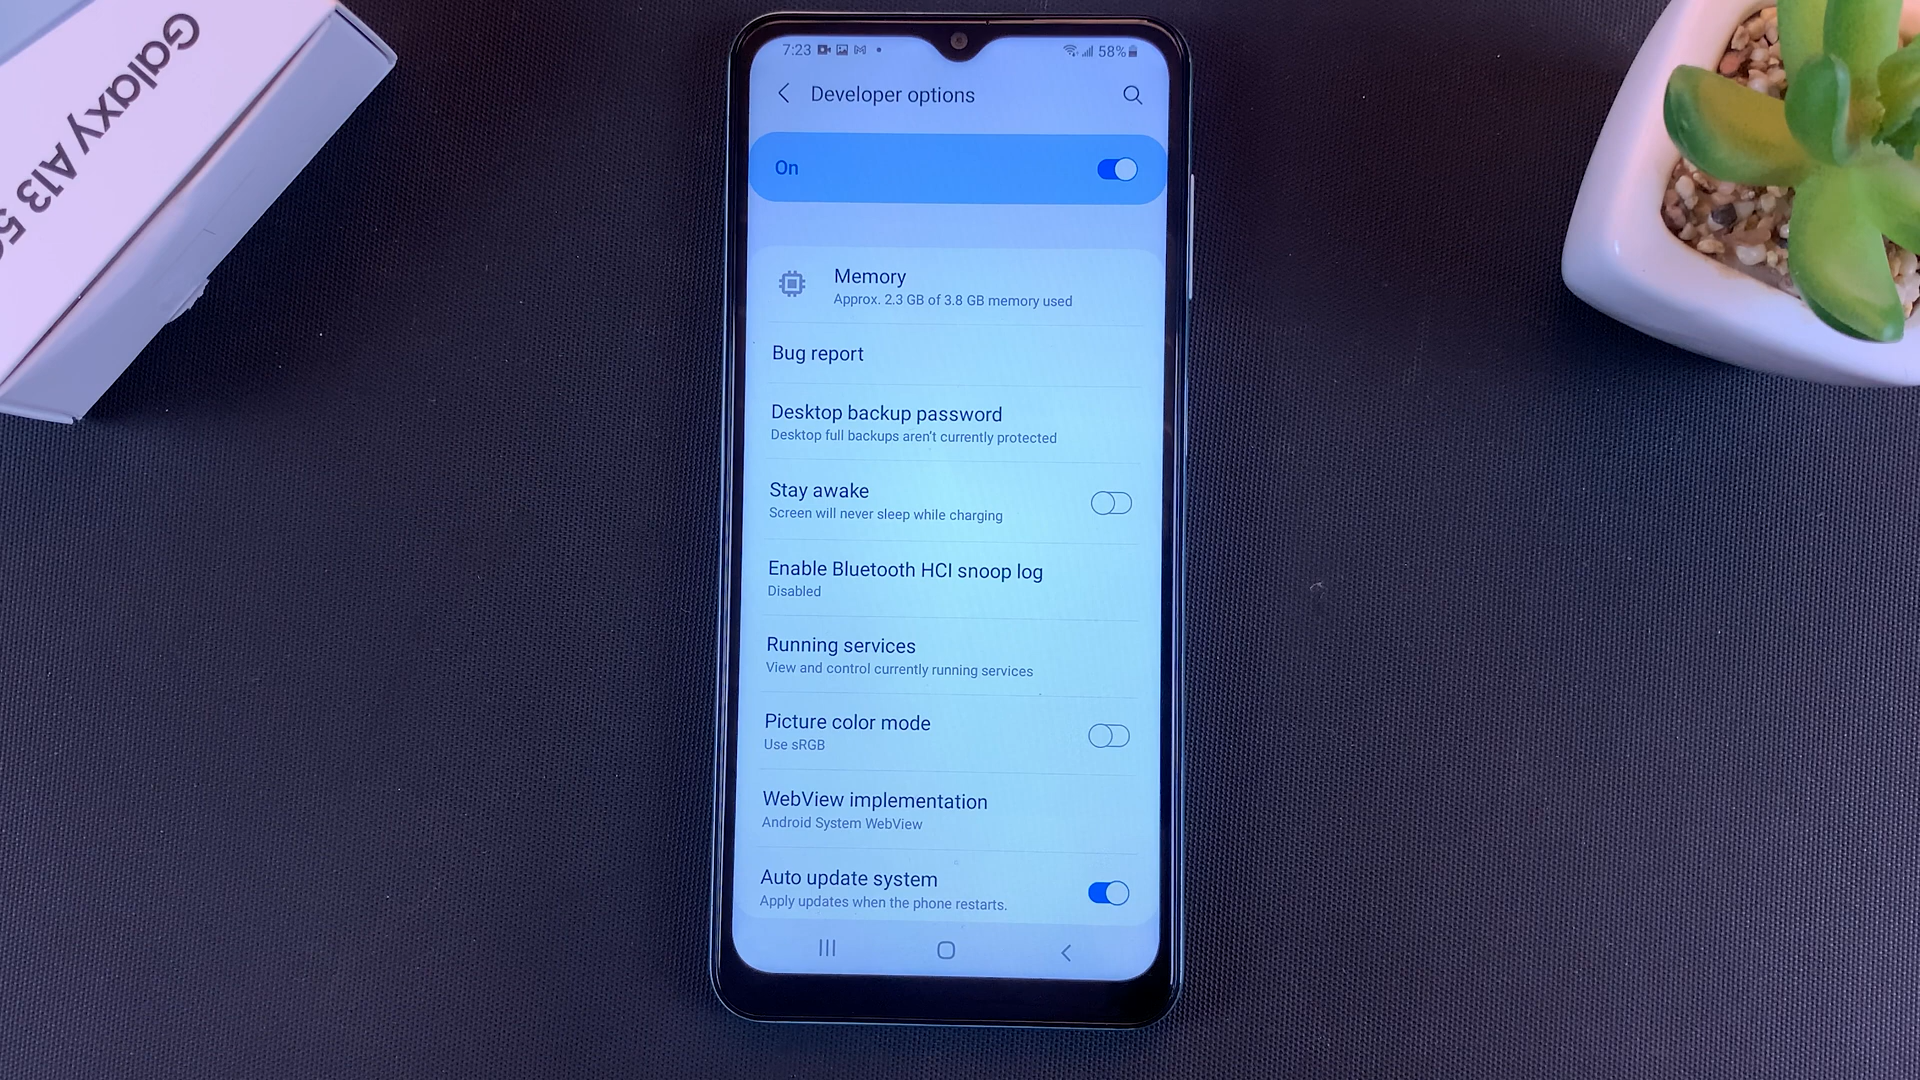 Galaxy A13 5G
7:23
58%
Developer options
On
Memory
Approx. 2.3 GB of 3.8 GB memory used
Bug report
Desktop backup password
Desktop full backups aren't currently protected
Stay awake
Screen will never sleep while charging
Enable Bluetooth HCI snoop log
Disabled
Running services
View and control currently running services
Picture color mode
Use sRGB
WebView implementation
Android System WebView
Auto update system
Apply updates when the phone restarts.